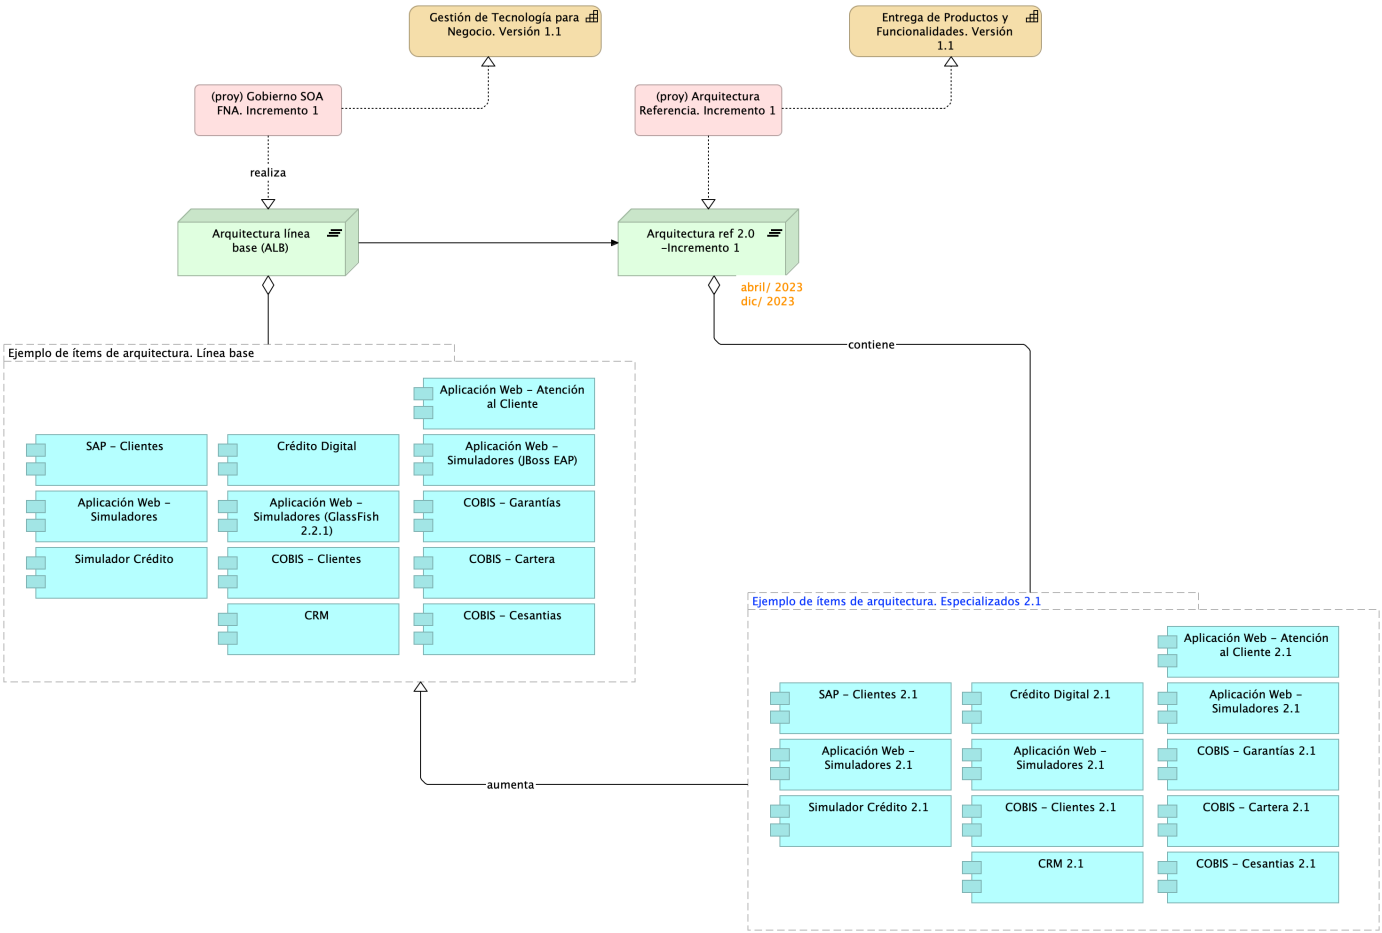 Gestión de Tecnología para
Negocio. Versión 1.1
Entrega de Productos y
Funcionalidades. Versión
1.1
(proy) Gobierno SOA
FNA. Incremento 1
(proy) Arquitectura
Referencia. Incremento 1
realiza
Arquitectura línea
base (ALB)
Arquitectura ref 2.0
-Incremento 1
abril/ 2023
dic/ 2023
contiene
Ejemplo de ítems de arquitectura. Línea base
Aplicación Web - Atención
al Cliente
SAP - Clientes
Crédito Digital
Aplicación Web -
Simuladores (JBoss EAP)
Aplicación Web -
Simuladores
Aplicación Web -
Simuladores (GlassFish
2.2.1)
COBIS - Garantías
Simulador Crédito
COBIS - Clientes
COBIS - Cartera
CRM
COBIS - Cesantias
Ejemplo de ítems de arquitectura. Especializados 2.1
Aplicación Web - Atención
al Cliente 2.1
SAP - Clientes 2.1
Crédito Digital 2.1
Aplicación Web -
Simuladores 2.1
Aplicación Web -
Simuladores 2.1
Aplicación Web -
Simuladores 2.1
COBIS - Garantías 2.1
Simulador Crédito 2.1
COBIS - Clientes 2.1
COBIS - Cartera 2.1
CRM 2.1
COBIS - Cesantias 2.1
aumenta